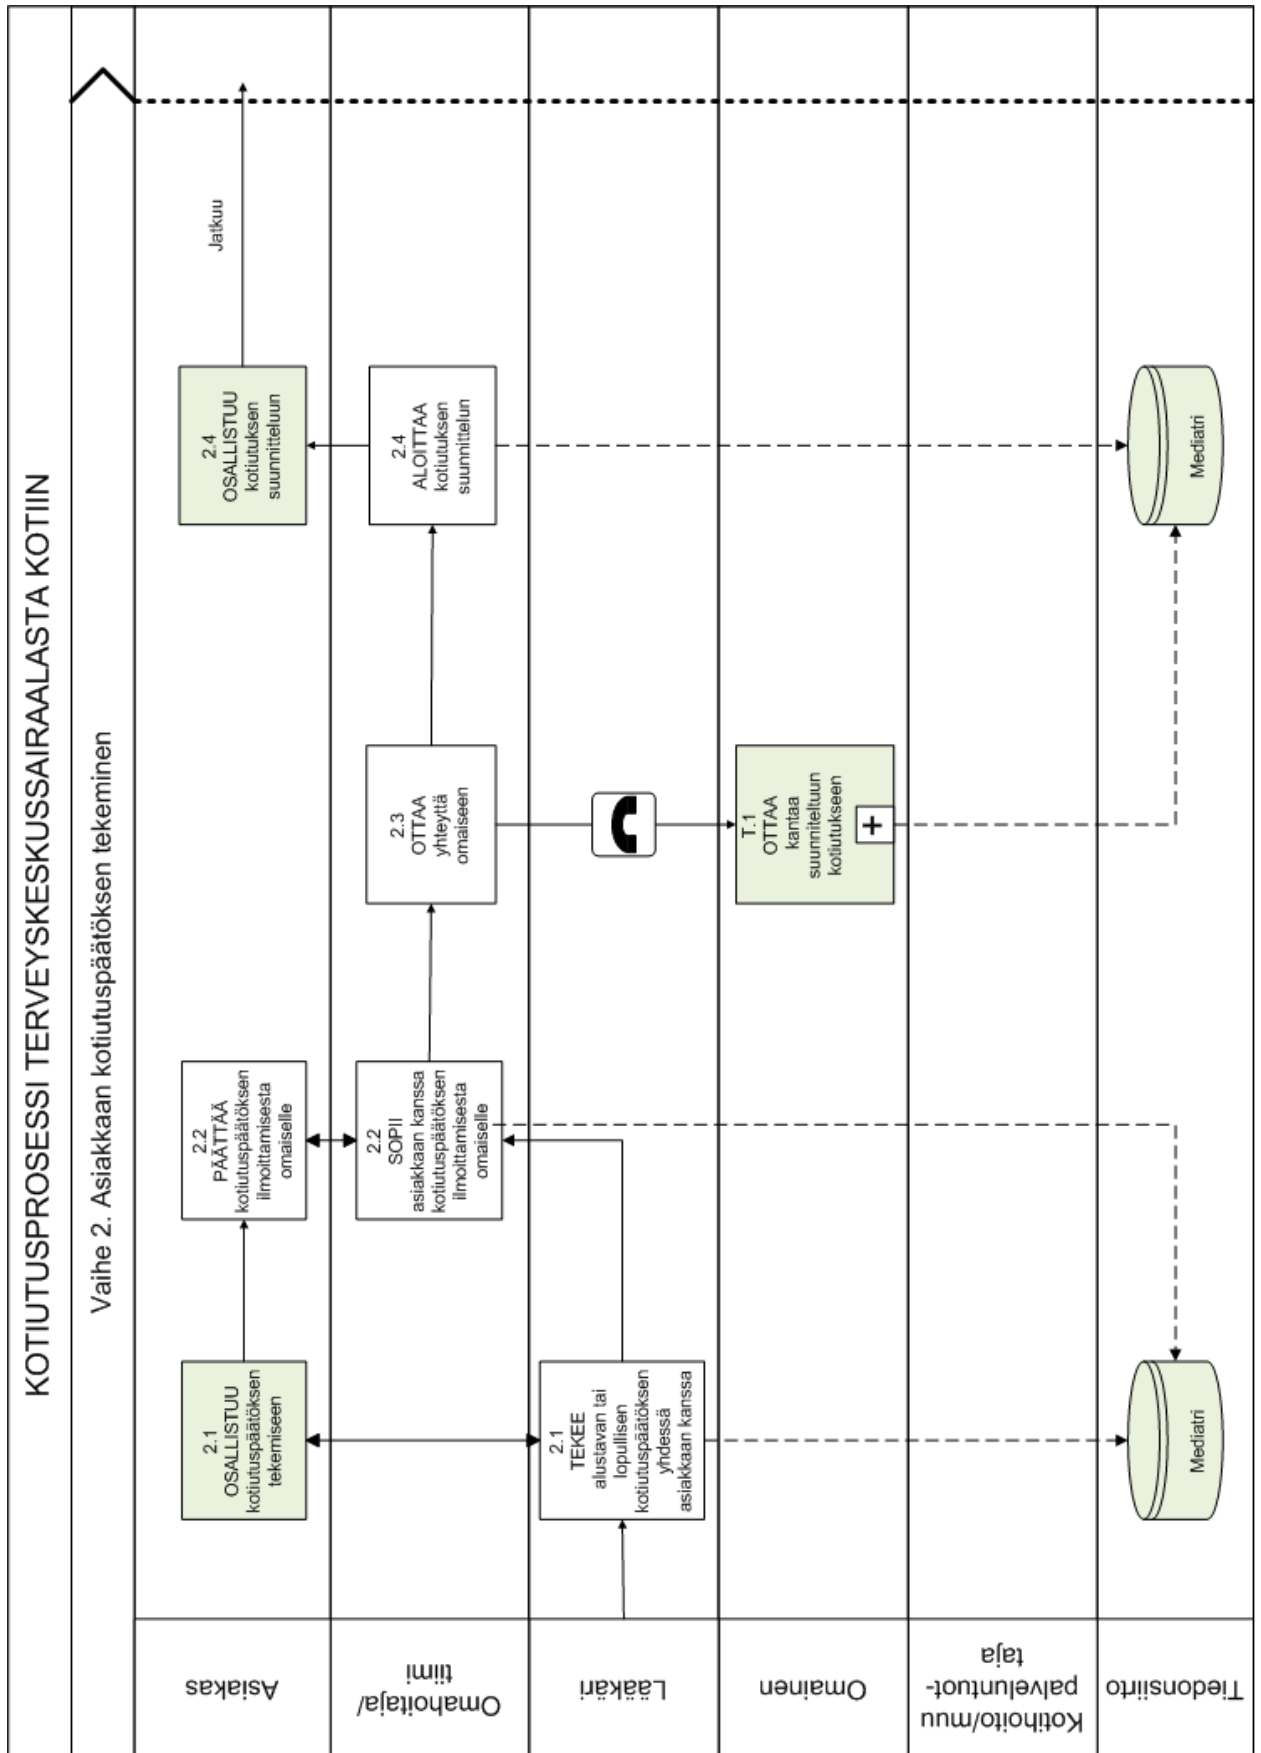 KOTIUTUSPROSESSI TERVEYSKESKUSSAIRAALASTA KOTIIN
Vaihe 2. Asiakkaan kotiutuspäätöksen tekeminen
Asiakas
2.1
OSALLISTUU
kotiutuspäätöksen
tekemiseen
2.2
PÄÄTTÄÄ
kotiutuspäätöksen
ilmoittamisesta
omaiselle
2.4
OSALLISTUU
kotiutuksen
suunnitteluun
Jatkuu
Omahoitaja/
tiimi
2.2
SOPII
asiakkaan kanssa
kotiutuspäätöksen
ilmoittamisesta
omaiselle
2.3
OTTAA
yhteyttä
omaiseen
2.4
ALOITTAA
kotiutuksen
suunnittelun
Lääkäri
2.1
TEKEE
alustavan tai
lopullisen
kotiutuspäätöksen
yhdessä
asiakkaan kanssa
Omainen
T.1
OTTAA
kantaa
suunniteltuun
kotiutukseen
+
Kotihoito/muu
palveluntuot-
taja
Tiedonsiirto
Mediatri
Mediatri